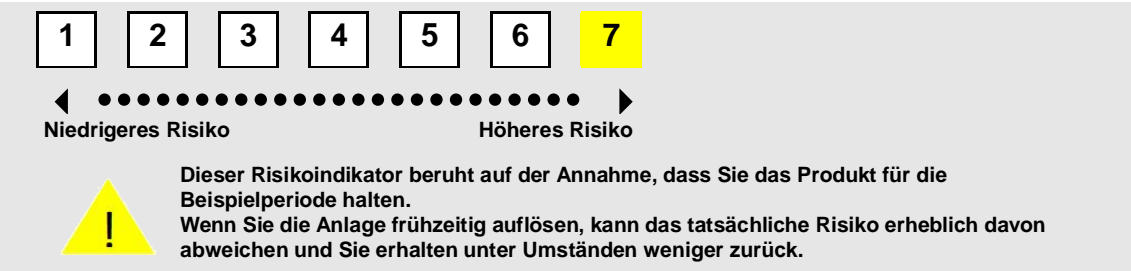 1 2 3 4 5 6 7
Niedrigeres Risiko Höheres Risiko
Dieser Risikoindikator beruht auf der Annahme, dass Sie das Produkt für die
Beispielperiode halten.
Wenn Sie die Anlage frühzeitig auflösen, kann das tatsächliche Risiko erheblich davon
abweichen und Sie erhalten unter Umständen weniger zurück.
!